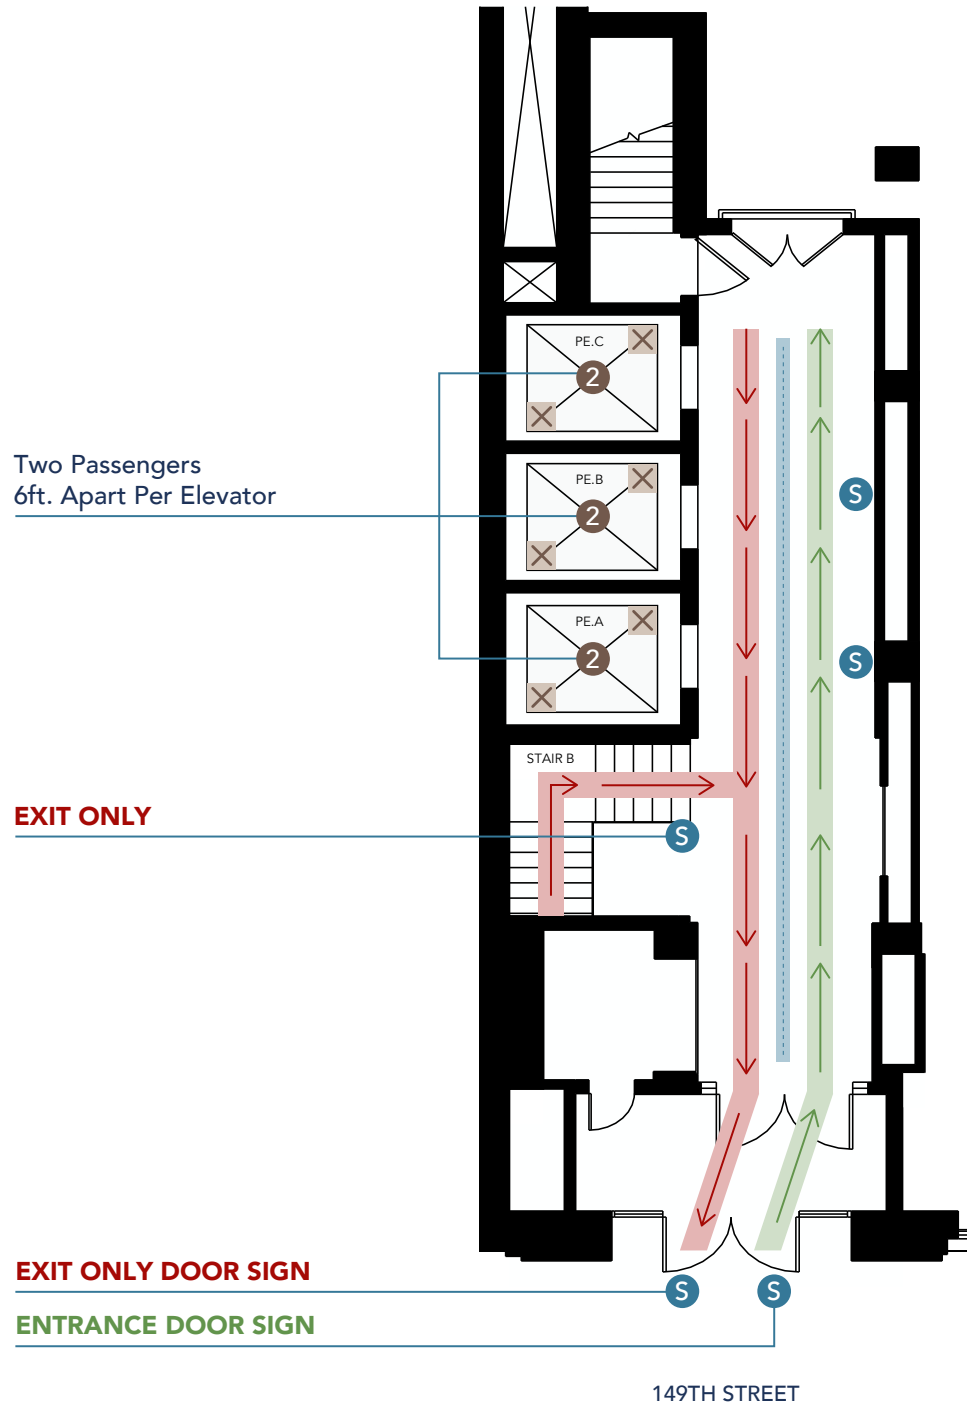 PE.C
2
Two Passengers
6ft. Apart Per Elevator
PE.B
2
S
PE.A
2
S
STAIR B
EXIT ONLY
S
EXIT ONLY DOOR SIGN
S
S
ENTRANCE DOOR SIGN
149TH STREET